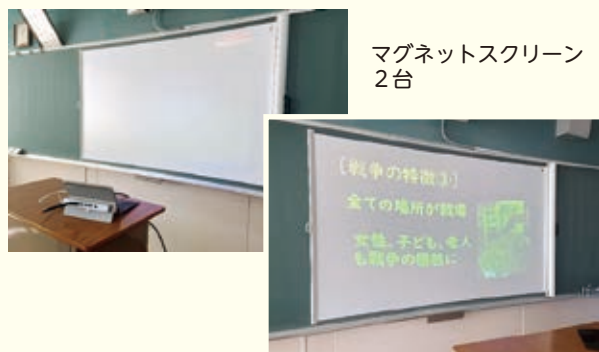 マグネットスクリーン
２台
［戦争の特徴③］
全ての場所が戦場
女性、子ども、老人
も戦争の犠牲に